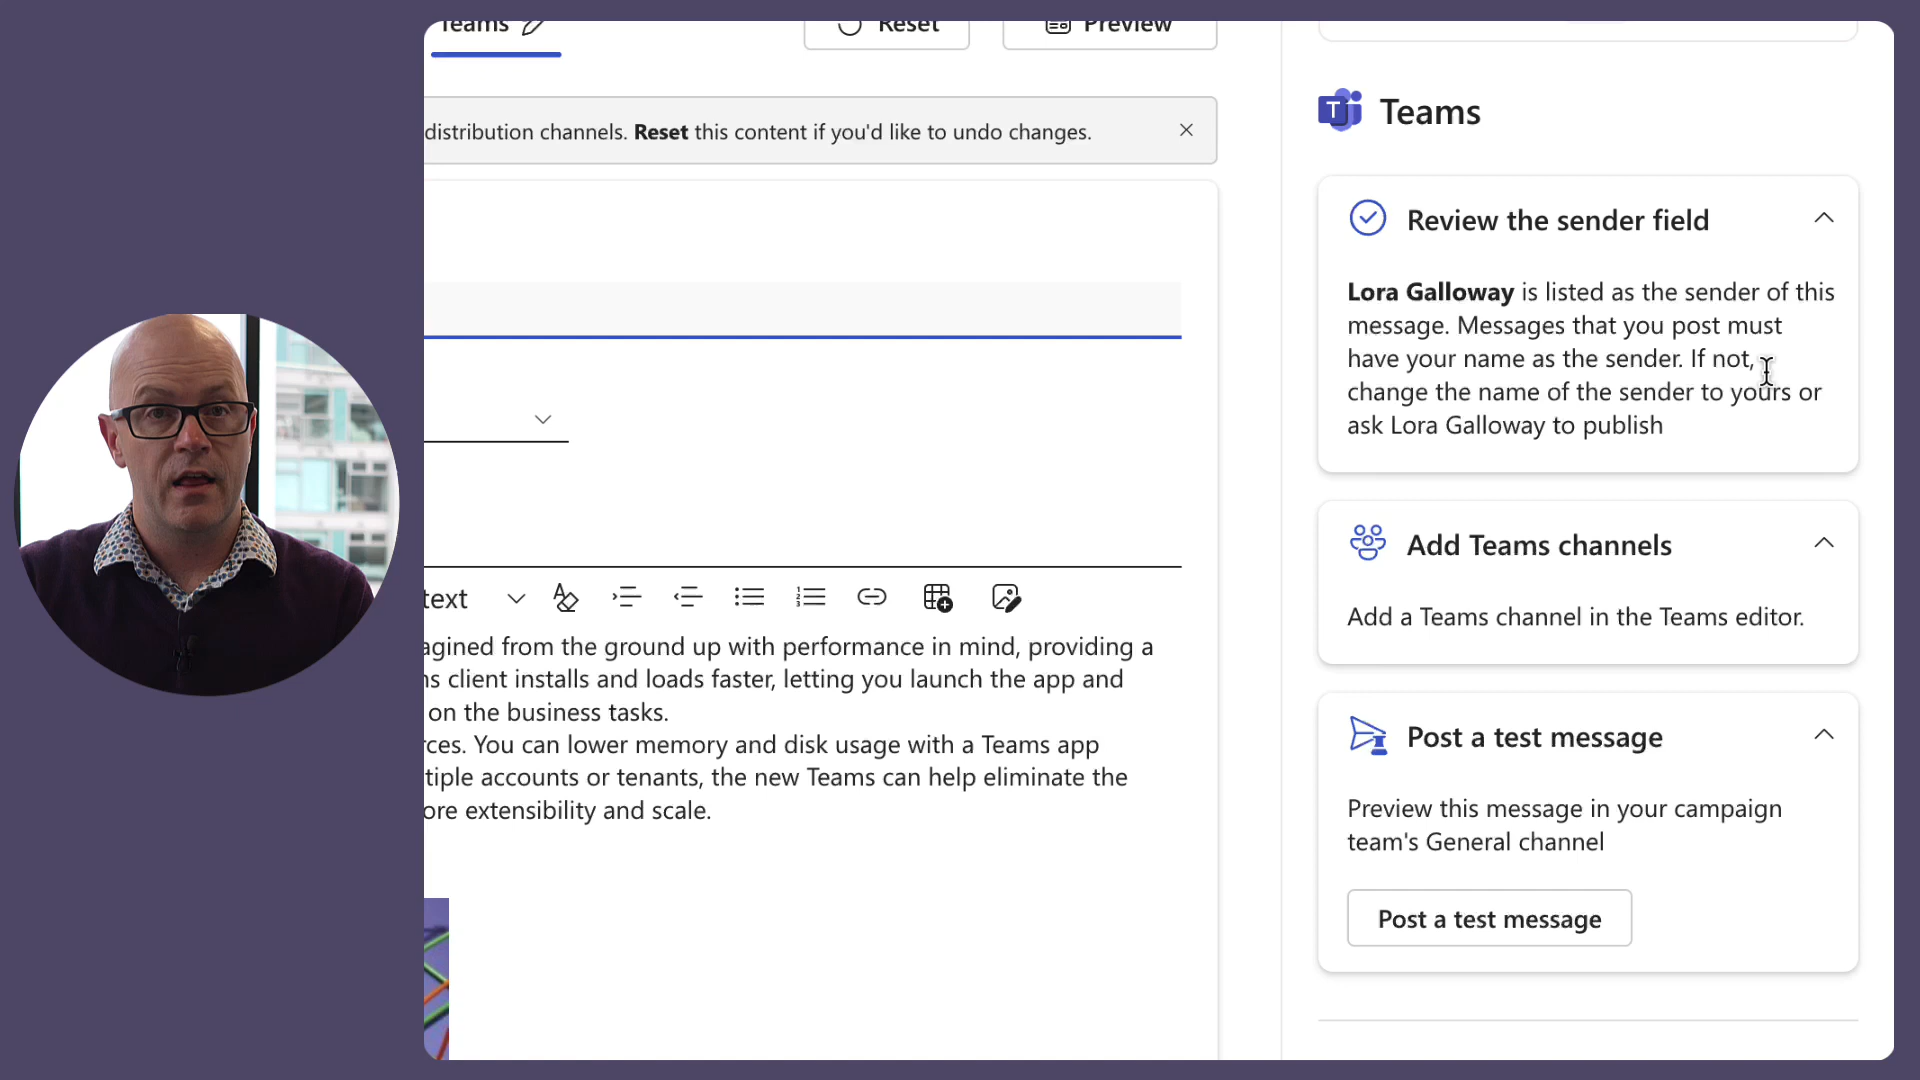 Teams
Reset
Preview
distribution channels. Reset this content if you'd like to undo changes.
text
agined from the ground up with performance in mind, providing a
ns client installs and loads faster, letting you launch the app and
on the business tasks.
rces. You can lower memory and disk usage with a Teams app
tiple accounts or tenants, the new Teams can help eliminate the
ore extensibility and scale.
Teams
Review the sender field
Lora Galloway is listed as the sender of this
message. Messages that you post must
have your name as the sender. If not,
change the name of the sender to yours or
ask Lora Galloway to publish
Add Teams channels
Add a Teams channel in the Teams editor.
Post a test message
Preview this message in your campaign
team's General channel
Post a test message